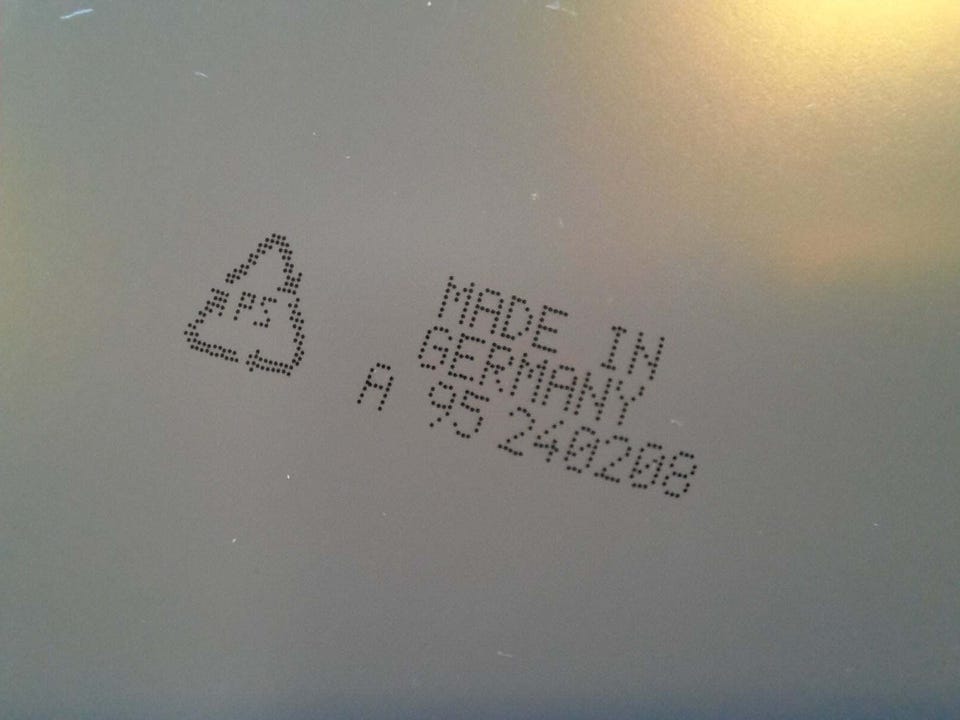 PS
MADE IN
GERMANY
A 95 240208